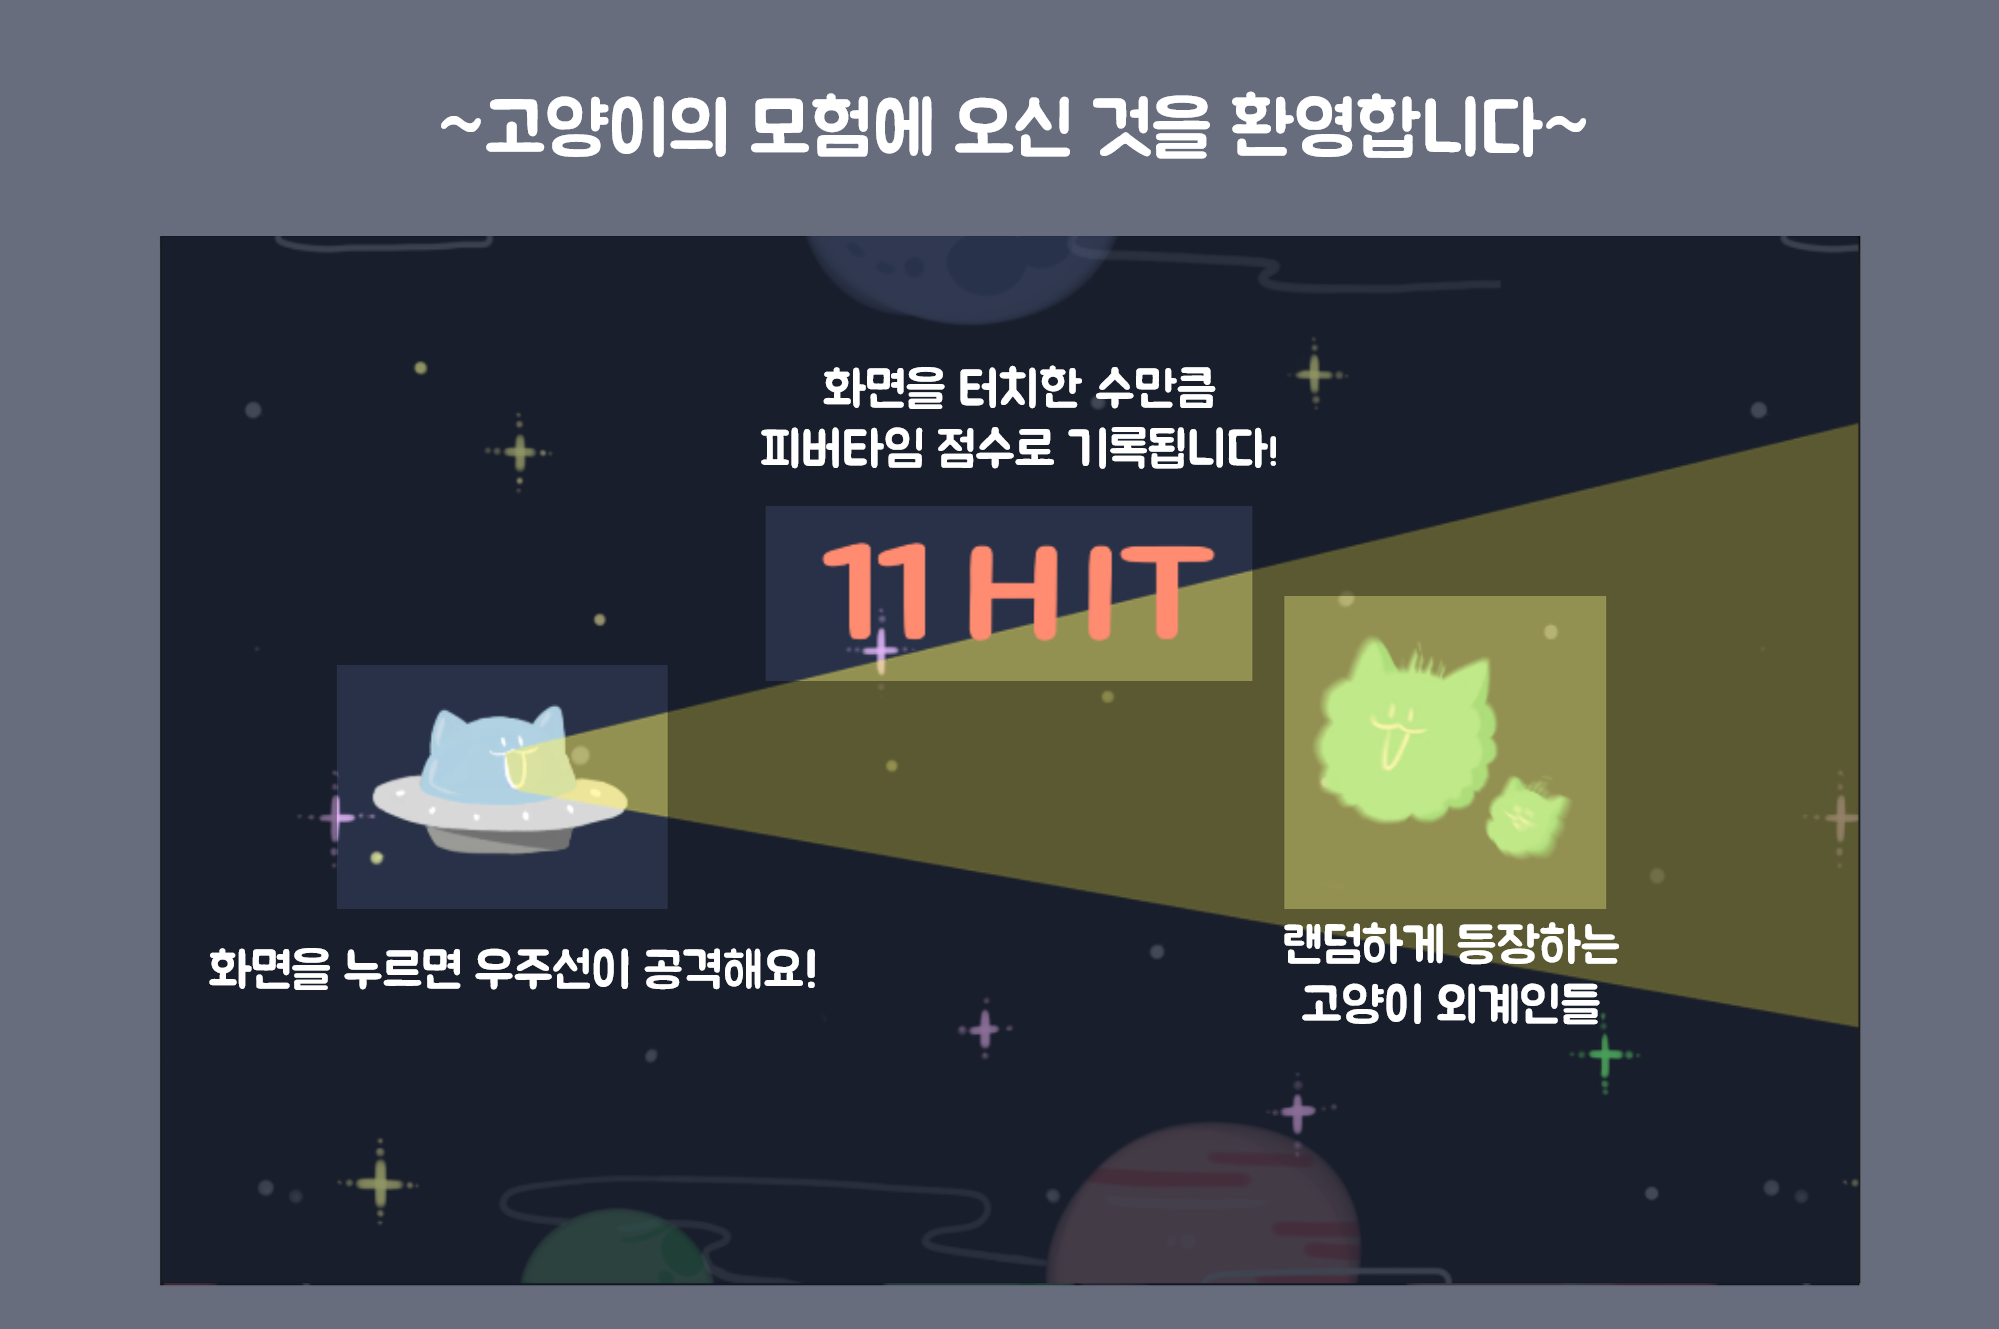 ~고양이의 모험에 오신 것을 환영합니다~
화면을 터치한 수만큼
피버타임 점수로 기록됩니다!
11 HIT
화면을 누르면 우주선이 공격해요!
랜덤하게 등장하는
고양이 외계인들